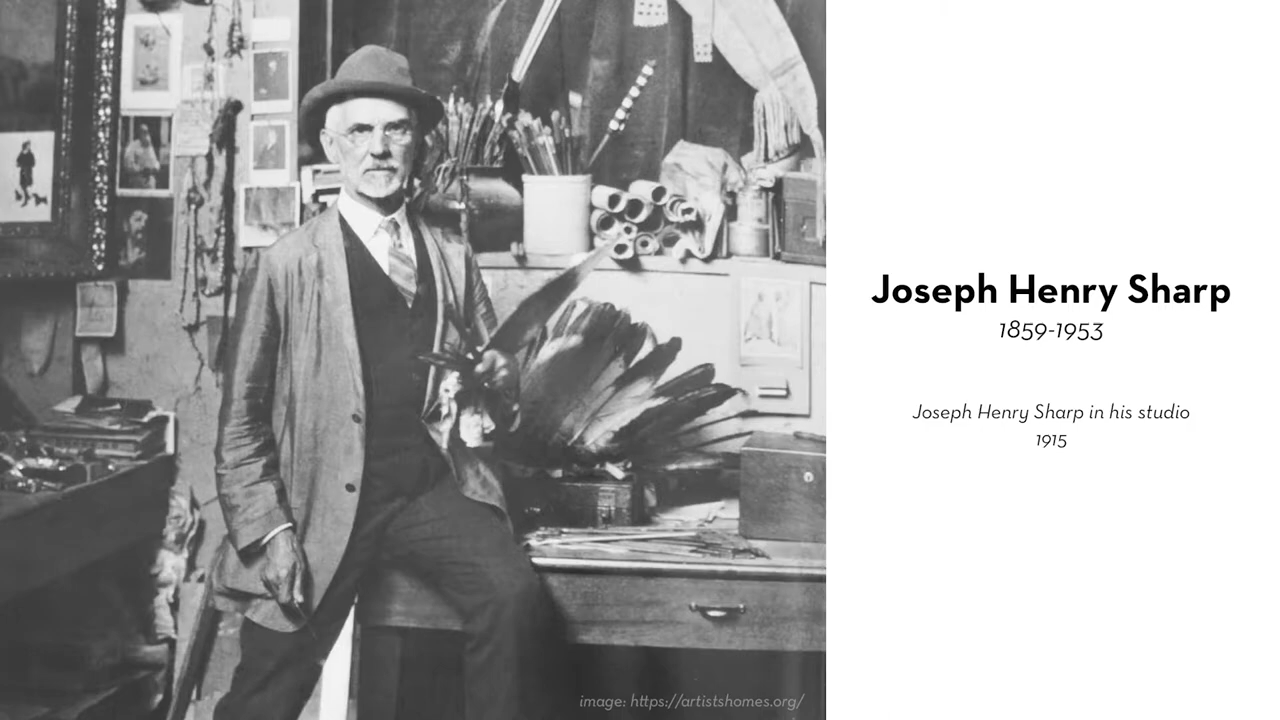 Joseph Henry Sharp
1859-1953
Joseph Henry Sharp in his studio
1915
image: https://artistshomes.org/